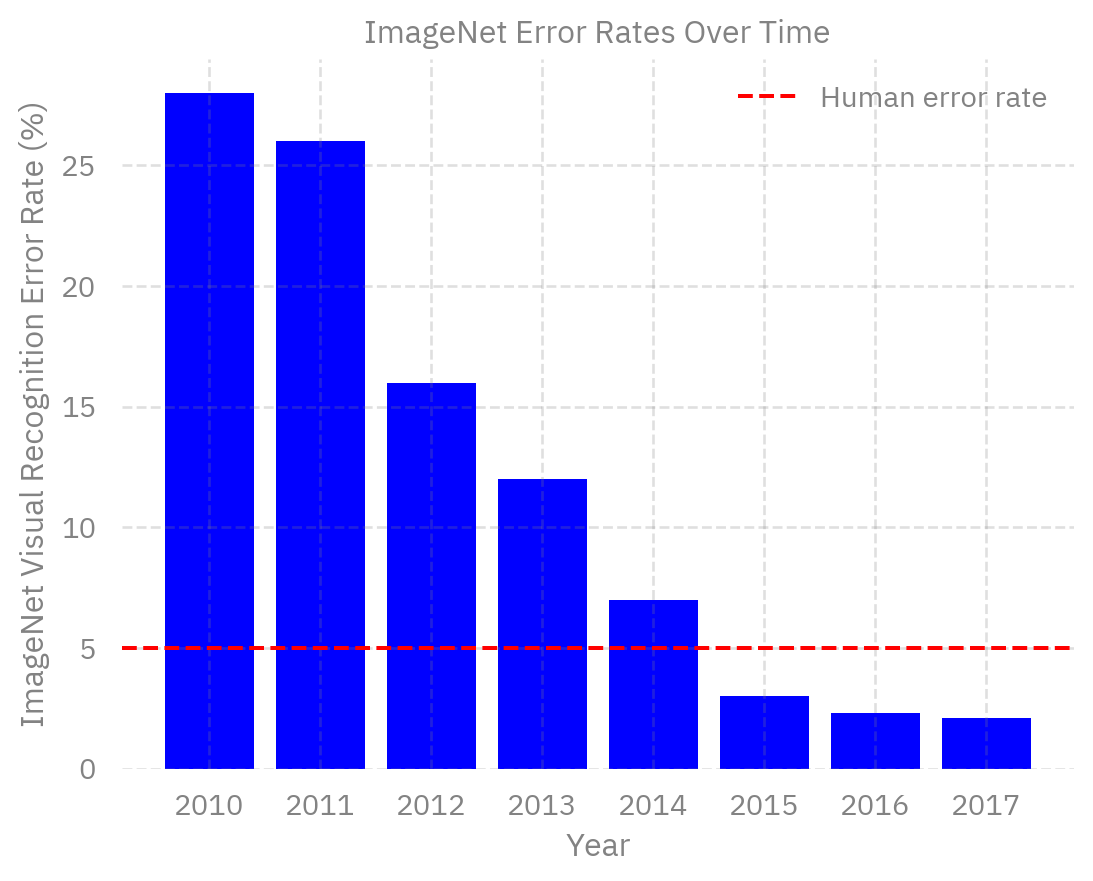 ImageNet Error Rates Over Time
Human error rate
ImageNet Visual Recognition Error Rate (%)
25
20
15
10
5
0
2010 2011 2012 2013 2014 2015 2016 2017
Year